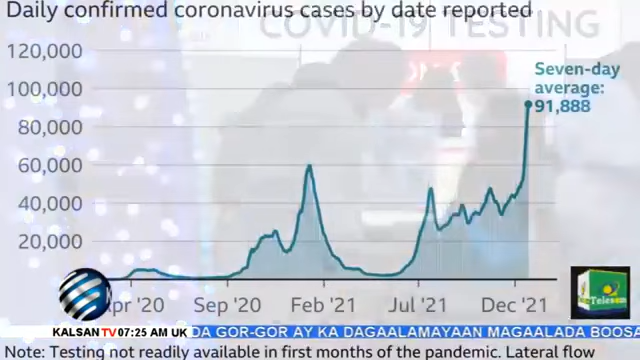 Daily confirmed coronavirus cases by date reported
COVID-19 TESTING
120,000
100,000
80,000
60,000
40,000
20,000
Seven-day
average:
91,888
Apr '20 Sep '20 Feb '21 Jul '21 Dec '21
Telesom
KALSAN TV 07:25 AM UK DA GOR-GOR AY KA DAGAALAMAYAAN MAGAALADA BOOSA
Note: Testing not readily available in first months of the pandemic. Lateral flow